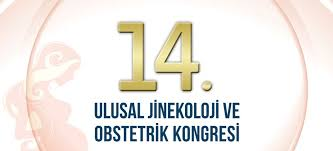 14.
ULUSAL JİNEKOLOJİ VE
OBSTETRİK KONGRESİ